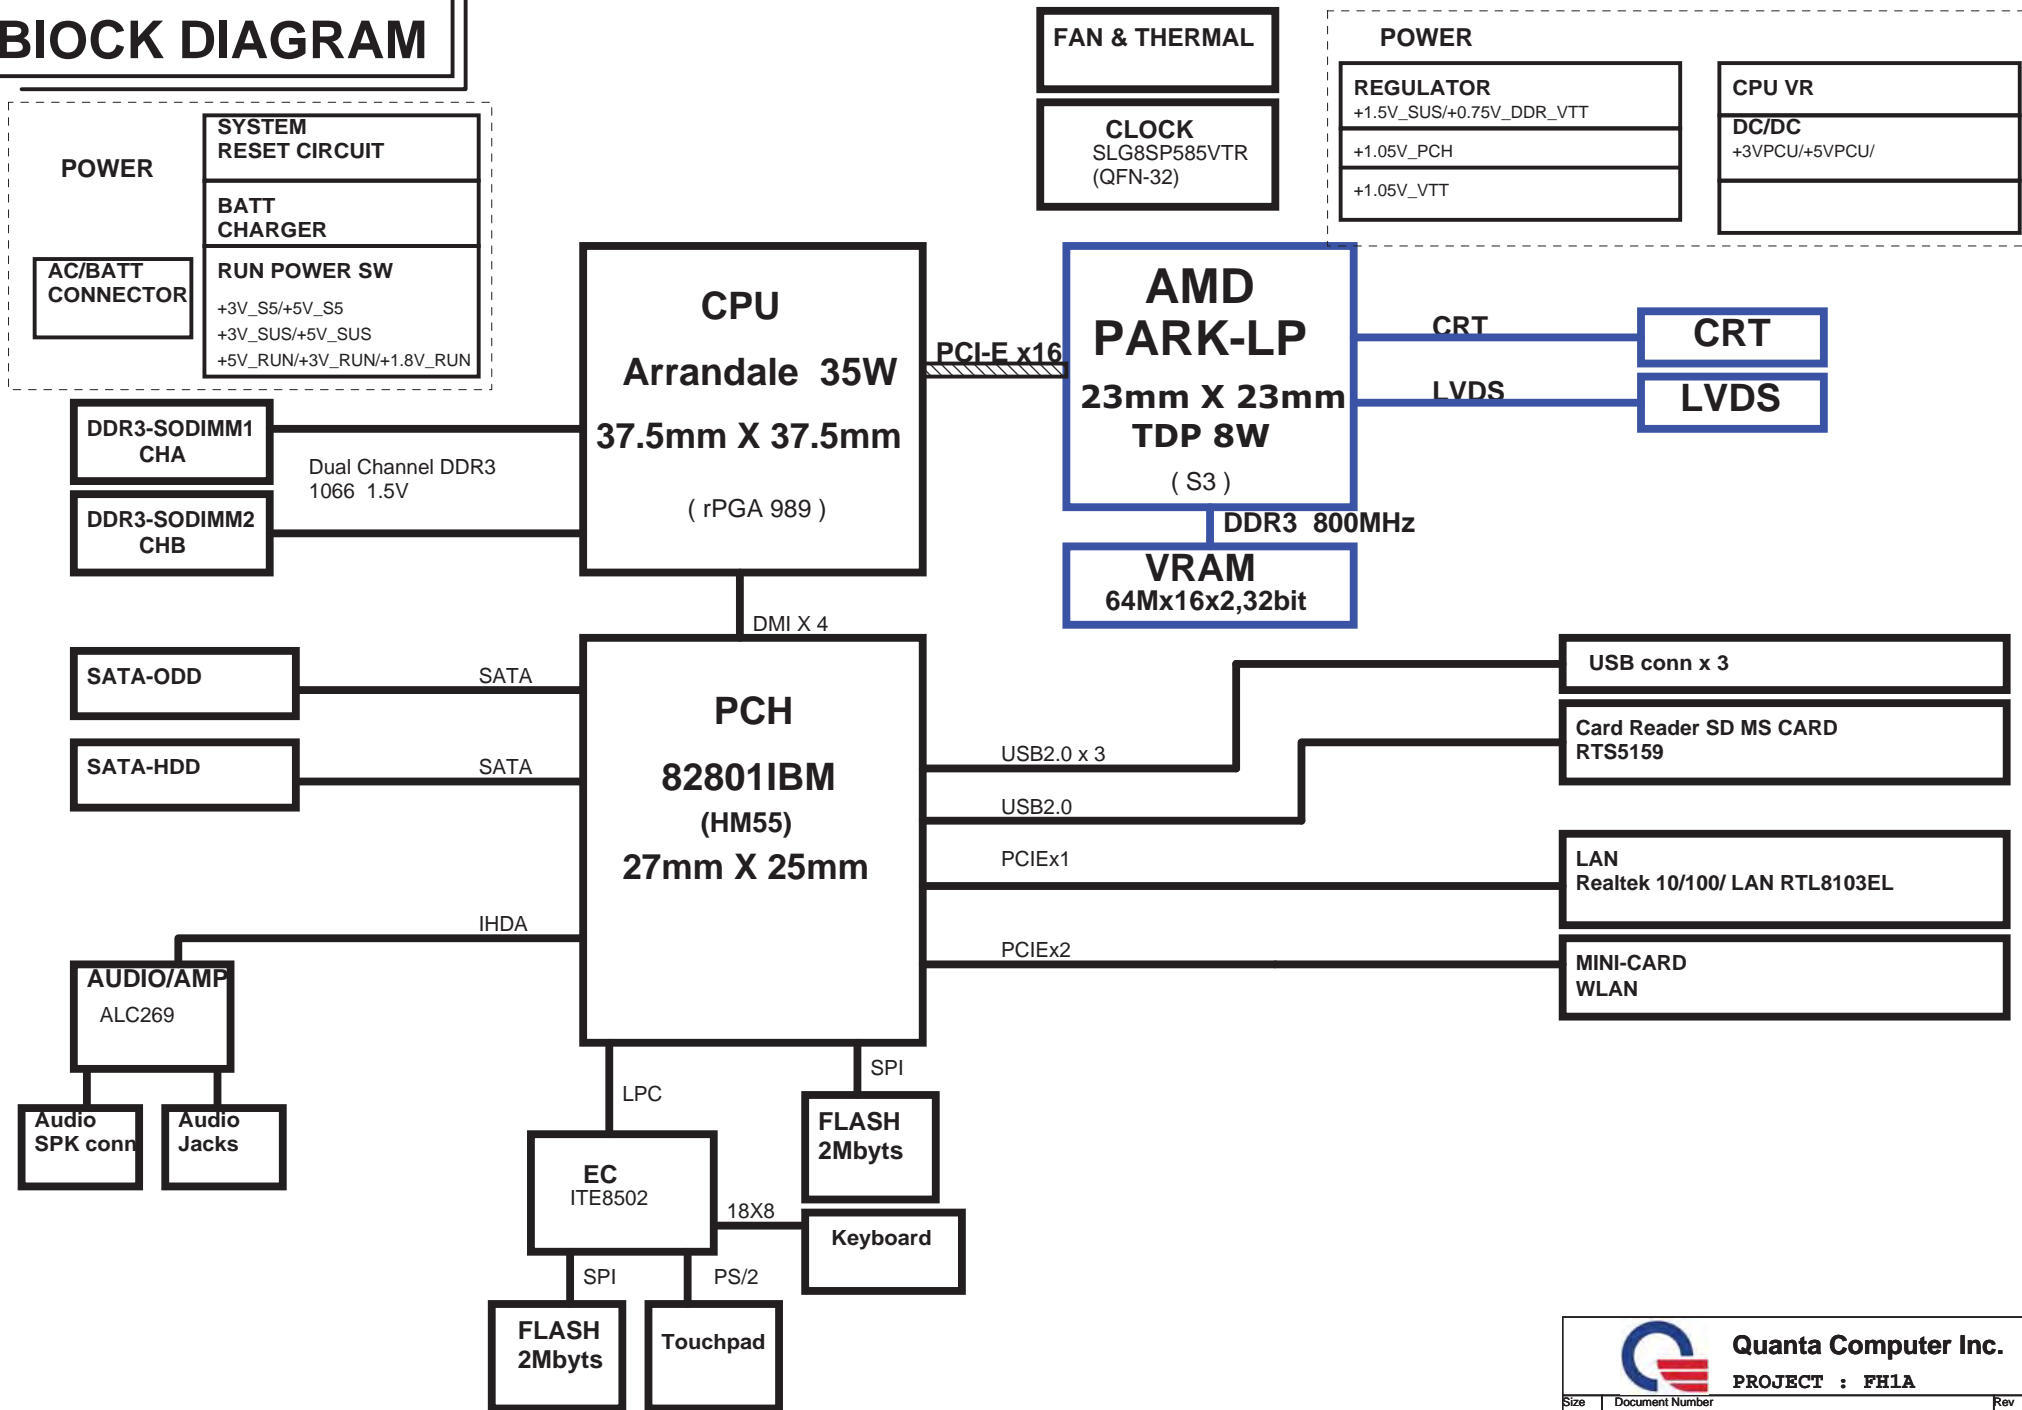 BIOCK DIAGRAM
POWER
SYSTEM
RESET CIRCUIT
BATT
CHARGER
AC/BATT
CONNECTOR
RUN POWER SW
+3V_S5/+5V_S5
+3V_SUS/+5V_SUS
+5V_RUN/+3V_RUN/+1.8V_RUN
FAN & THERMAL
CLOCK
SLG8SP585VTR
(QFN-32)
POWER
REGULATOR
+1.5V_SUS/+0.75V_DDR_VTT
+1.05V_PCH
+1.05V_VTT
CPU VR
DC/DC
+3VPCU/+5VPCU/
DDR3-SODIMM1
CHA
DDR3-SODIMM2
CHB
Dual Channel DDR3
1066 1.5V
CPU
Arrandale 35W
37.5mm X 37.5mm
( rPGA 989 )
PCI-E x16
AMD
PARK-LP
23mm X 23mm
TDP 8W
( S3 )
CRT
CRT
LVDS
LVDS
DDR3 800MHz
VRAM
64Mx16x2,32bit
DMI X 4
SATA-ODD
SATA
SATA-HDD
SATA
PCH
82801IBM
(HM55)
27mm X 25mm
USB2.0 x 3
USB conn x 3
USB2.0
Card Reader SD MS CARD
RTS5159
PCIEx1
LAN
Realtek 10/100/ LAN RTL8103EL
PCIEx2
MINI-CARD
WLAN
IHDA
AUDIO/AMP
ALC269
Audio
SPK conn
Audio
Jacks
LPC
SPI
FLASH
2Mbyts
EC
ITE8502
18X8
Keyboard
SPI
PS/2
FLASH
2Mbyts
Touchpad
Quanta Computer Inc.
PROJECT : FH1A
Size
Document Number
Rev